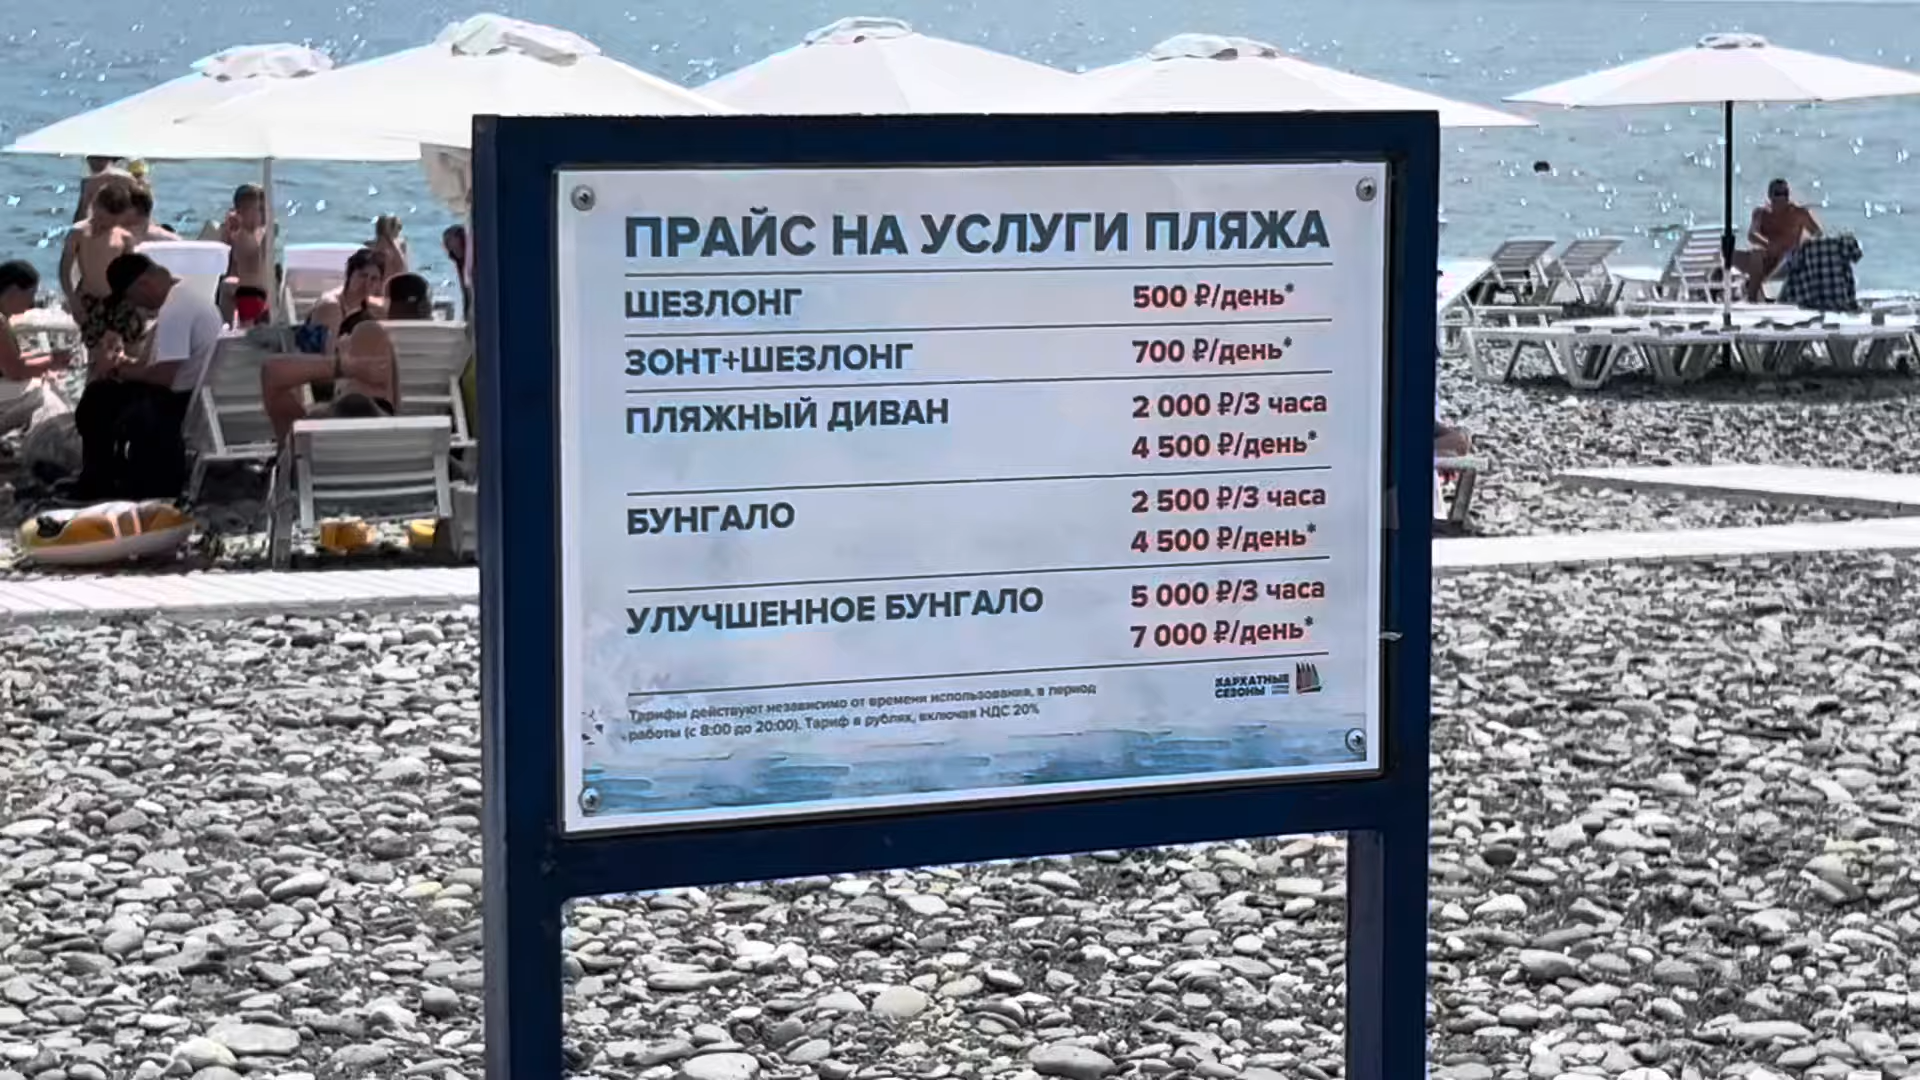 ПРАЙС НА УСЛУГИ ПЛЯЖА
ШЕЗЛОНГ 500 ₽/день*
ЗОНТ+ШЕЗЛОНГ 700 ₽/день*
ПЛЯЖНЫЙ ДИВАН 2 000 ₽/3 часа
4 500 ₽/день*
БУНГАЛО 2 500 ₽/3 часа
4 500 ₽/день*
УЛУЧШЕННОЕ БУНГАЛО 5 000 ₽/3 часа
7 000 ₽/день*
Тарифы действуют независимо от времени использования, в период
работы (с 8:00 до 20:00). Тариф в рублях, включая НДС 20%
БАРХАТНЫЕ
СЕЗОНЫ